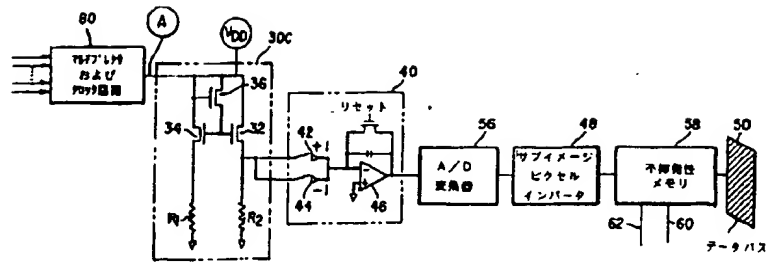 80
A
VDD
30C
マルチプレクサ
および
クロック回路
36
34
32
R1
R2
40
リセット
42
+
44
-
-
+
46
56
A/D
変換器
48
サブイメージ
ピクセル
インバータ
58
不揮発性
メモリ
62
60
50
データバス